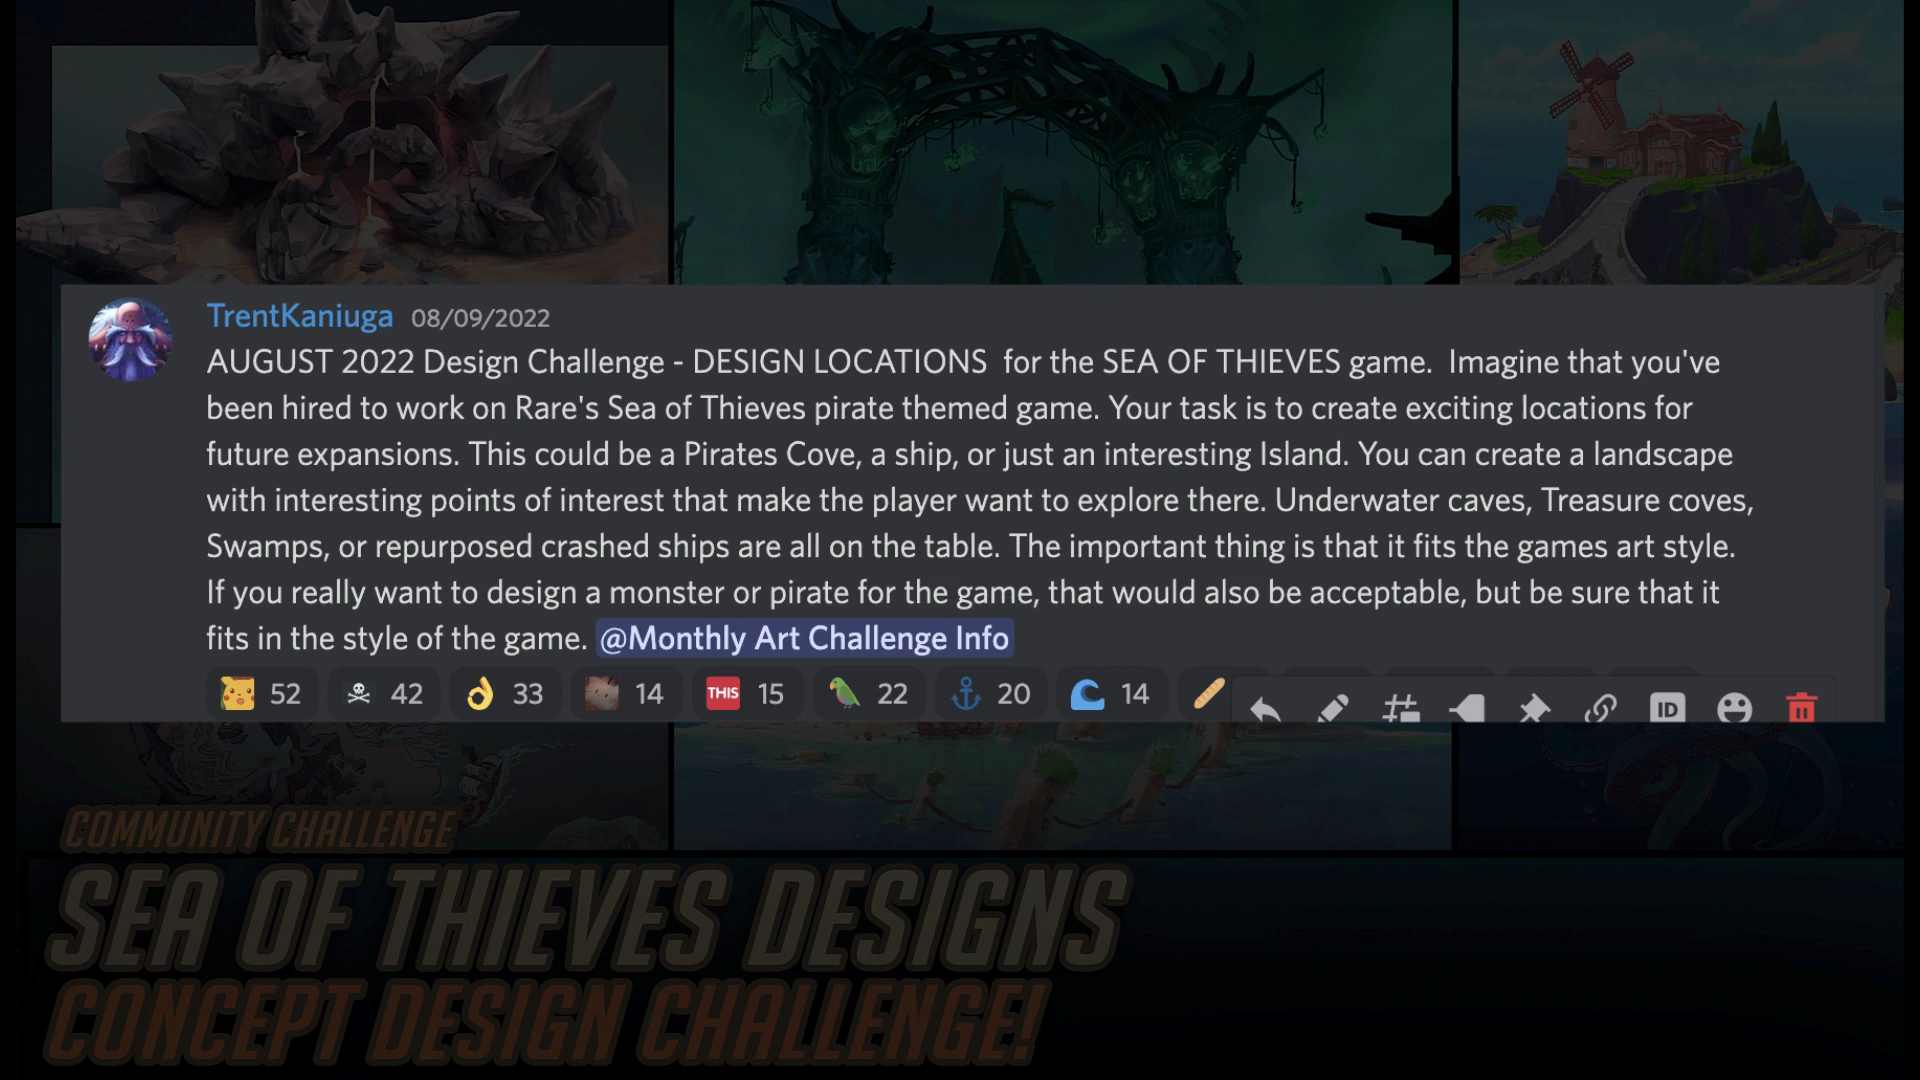 TrentKaniuga 08/09/2022
AUGUST 2022 Design Challenge - DESIGN LOCATIONS for the SEA OF THIEVES game. Imagine that you've
been hired to work on Rare's Sea of Thieves pirate themed game. Your task is to create exciting locations for
future expansions. This could be a Pirates Cove, a ship, or just an interesting Island. You can create a landscape
with interesting points of interest that make the player want to explore there. Underwater caves, Treasure coves,
Swamps, or repurposed crashed ships are all on the table. The important thing is that it fits the games art style.
If you really want to design a monster or pirate for the game, that would also be acceptable, but be sure that it
fits in the style of the game. @Monthly Art Challenge Info
52 42 33 14 THIS 15 22 20 14 ID
COMMUNITY CHALLENGE
SEA OF THIEVES DESIGNS
CONCEPT DESIGN CHALLENGE!